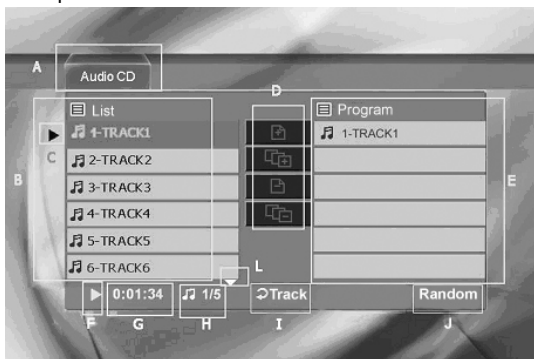 A
Audio CD
D
List
Program
1-TRACK1
1-TRACK1
C
2-TRACK2
B
3-TRACK3
E
4-TRACK4
5-TRACK5
6-TRACK6
L
0:01:34
1/5
Track
Random
F
G
H
I
J